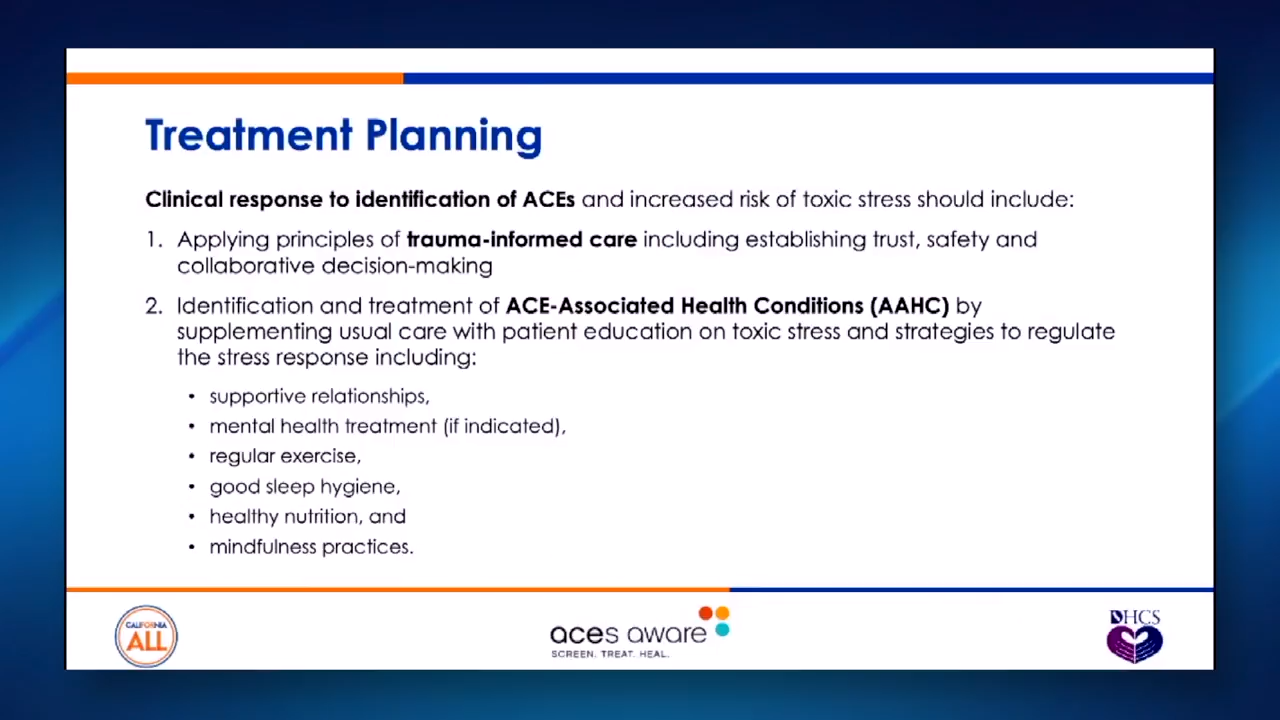 Treatment Planning
Clinical response to identification of ACEs and increased risk of toxic stress should include:
1. Applying principles of trauma-informed care including establishing trust, safety and
collaborative decision-making
2. Identification and treatment of ACE-Associated Health Conditions (AAHC) by
supplementing usual care with patient education on toxic stress and strategies to regulate
the stress response including:
• supportive relationships,
• mental health treatment (if indicated),
• regular exercise,
• good sleep hygiene,
• healthy nutrition, and
• mindfulness practices.
CALIFORNIA
ALL
aces aware
SCREEN. TREAT. HEAL.
DHCS